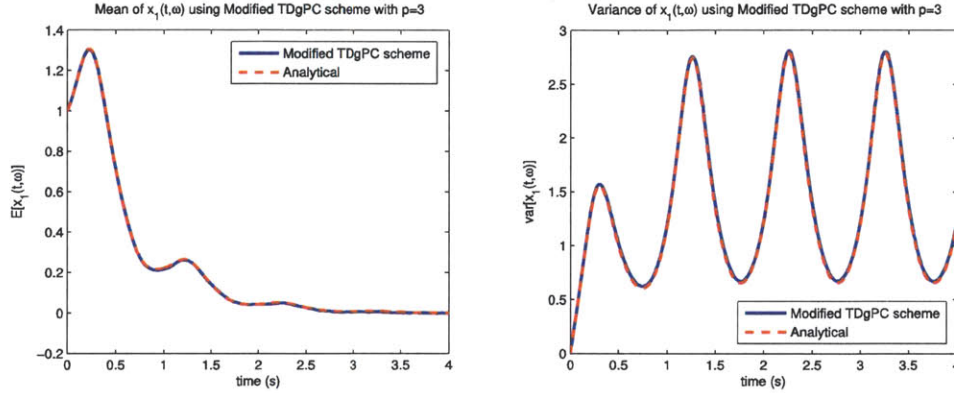 Mean of x₁(t,ω) using Modified TDgPC scheme with p=3
1.4
1.2
1
0.8
0.6
0.4
0.2
0
−0.2
E[x₁(t,ω)]
Modified TDgPC scheme
Analytical
0 0.5 1 1.5 2 2.5 3 3.5 4
time (s)
Variance of x₁(t,ω) using Modified TDgPC scheme with p=3
3
2.5
2
1.5
1
0.5
0
var[x₁(t,ω)]
Modified TDgPC scheme
Analytical
0 0.5 1 1.5 2 2.5 3 3.5 4
time (s)